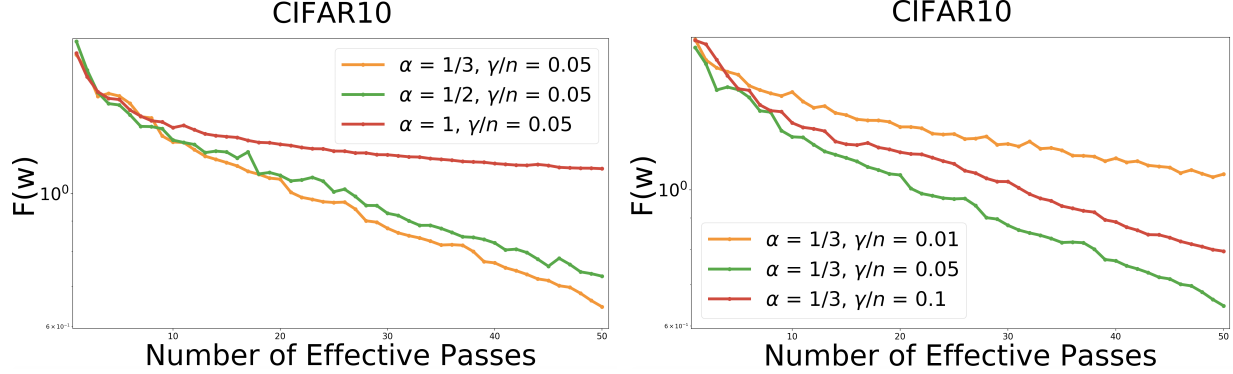 CIFAR10
F(w)
10⁰
6 × 10⁻¹
α = 1/3, γ/n = 0.05
α = 1/2, γ/n = 0.05
α = 1, γ/n = 0.05
10 20 30 40 50
Number of Effective Passes
CIFAR10
F(w)
10⁰
6 × 10⁻¹
α = 1/3, γ/n = 0.01
α = 1/3, γ/n = 0.05
α = 1/3, γ/n = 0.1
10 20 30 40 50
Number of Effective Passes